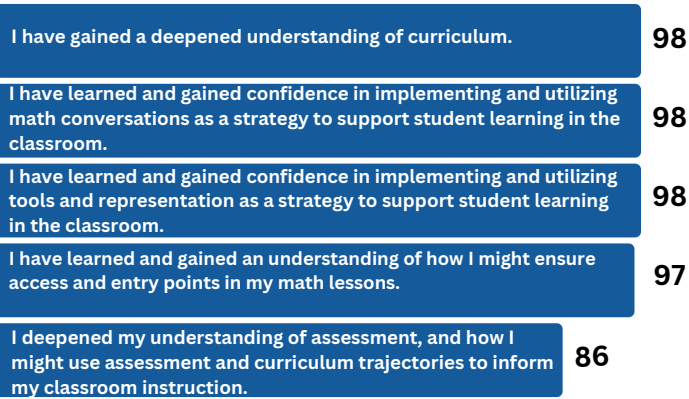 I have gained a deepened understanding of curriculum.
98
I have learned and gained confidence in implementing and utilizing
math conversations as a strategy to support student learning in the
classroom.
98
I have learned and gained confidence in implementing and utilizing
tools and representation as a strategy to support student learning
in the classroom.
98
I have learned and gained an understanding of how I might ensure
access and entry points in my math lessons.
97
I deepened my understanding of assessment, and how I
might use assessment and curriculum trajectories to inform
my classroom instruction.
86